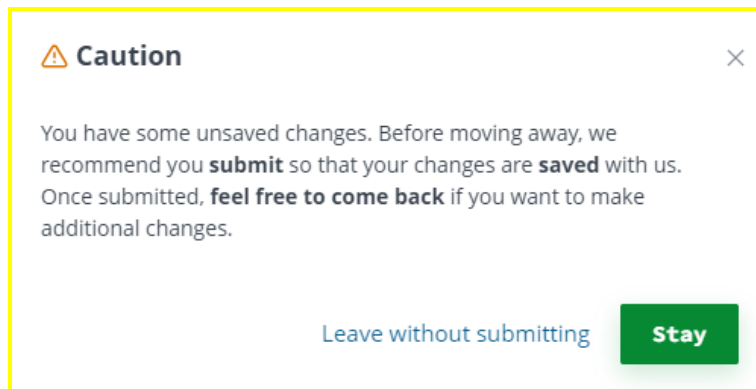 Caution
You have some unsaved changes. Before moving away, we
recommend you submit so that your changes are saved with us.
Once submitted, feel free to come back if you want to make
additional changes.
Leave without submitting
Stay